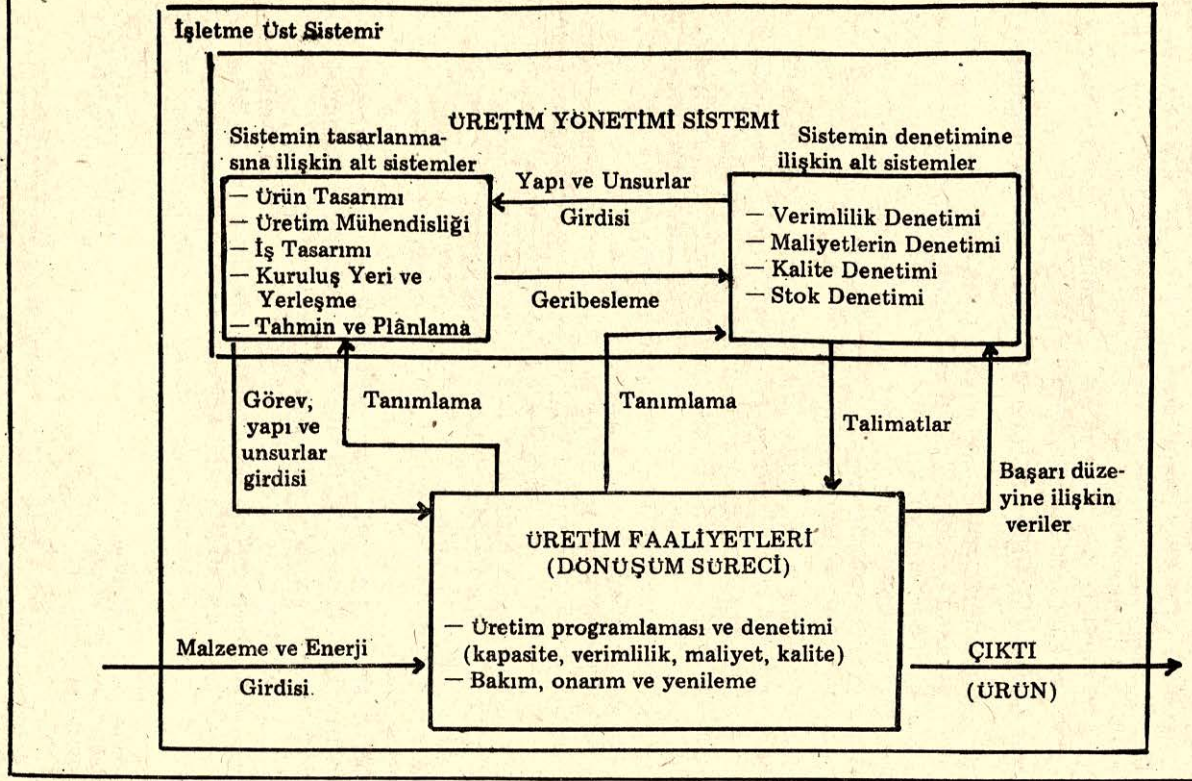 İşletme Üst Sistemi
ÜRETİM YÖNETİMİ SİSTEMİ
Sistemin tasarlanma-
sına ilişkin alt sistemler
— Ürün Tasarımı
— Üretim Mühendisliği
— İş Tasarımı
— Kuruluş Yeri ve
Yerleşme
— Tahmin ve Plânlama
Yapı ve Unsurlar
Girdisi
Geribesleme
Sistemin denetimine
ilişkin alt sistemler
— Verimlilik Denetimi
— Maliyetlerin Denetimi
— Kalite Denetimi
— Stok Denetimi
Görev,
yapı ve
unsurlar
girdisi
Tanımlama
Tanımlama
Talimatlar
Başarı düze-
yine ilişkin
veriler
ÜRETİM FAALİYETLERİ
(DÖNÜŞÜM SÜRECİ)
— Üretim programlaması ve denetimi
(kapasite, verimlilik, maliyet, kalite)
— Bakım, onarım ve yenileme
Malzeme ve Enerji
Girdisi
ÇIKTI
(ÜRÜN)